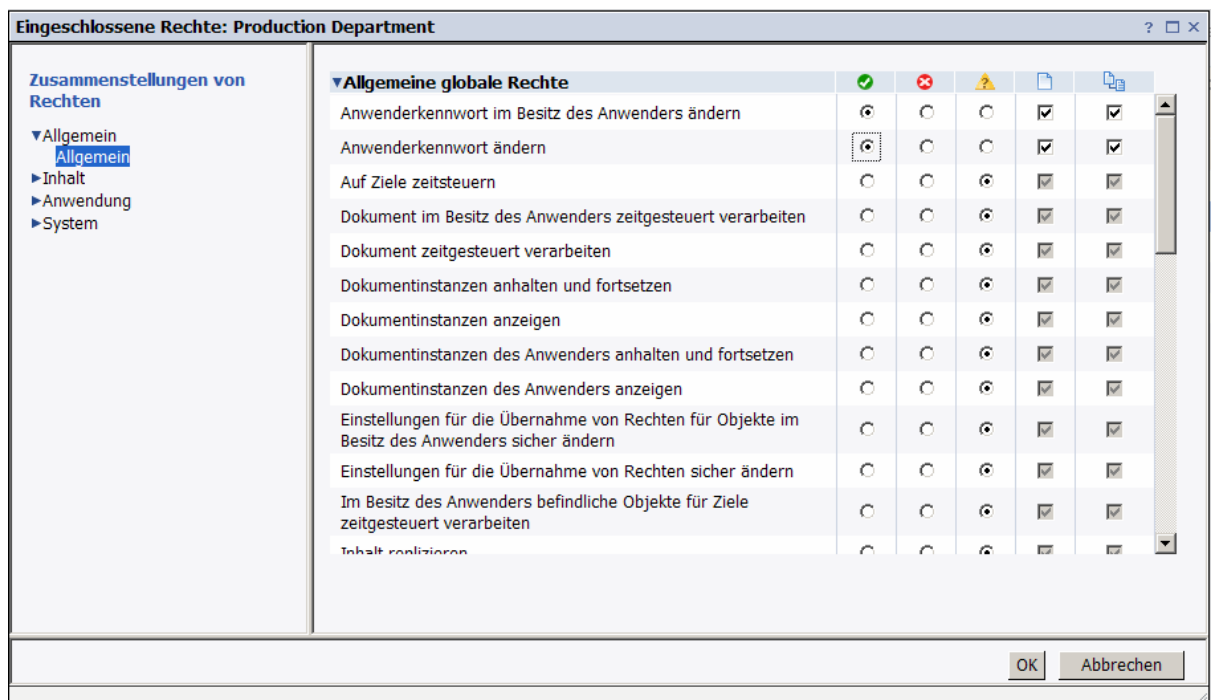 Eingeschlossene Rechte: Production Department
Zusammenstellungen von
Rechten
Allgemein
Allgemein
Inhalt
Anwendung
System
Allgemeine globale Rechte
Anwenderkennwort im Besitz des Anwenders ändern
Anwenderkennwort ändern
Auf Ziele zeitsteuern
Dokument im Besitz des Anwenders zeitgesteuert verarbeiten
Dokument zeitgesteuert verarbeiten
Dokumentinstanzen anhalten und fortsetzen
Dokumentinstanzen anzeigen
Dokumentinstanzen des Anwenders anhalten und fortsetzen
Dokumentinstanzen des Anwenders anzeigen
Einstellungen für die Übernahme von Rechten für Objekte im
Besitz des Anwenders sicher ändern
Einstellungen für die Übernahme von Rechten sicher ändern
Im Besitz des Anwenders befindliche Objekte für Ziele
zeitgesteuert verarbeiten
Inhalt replizieren
OK
Abbrechen